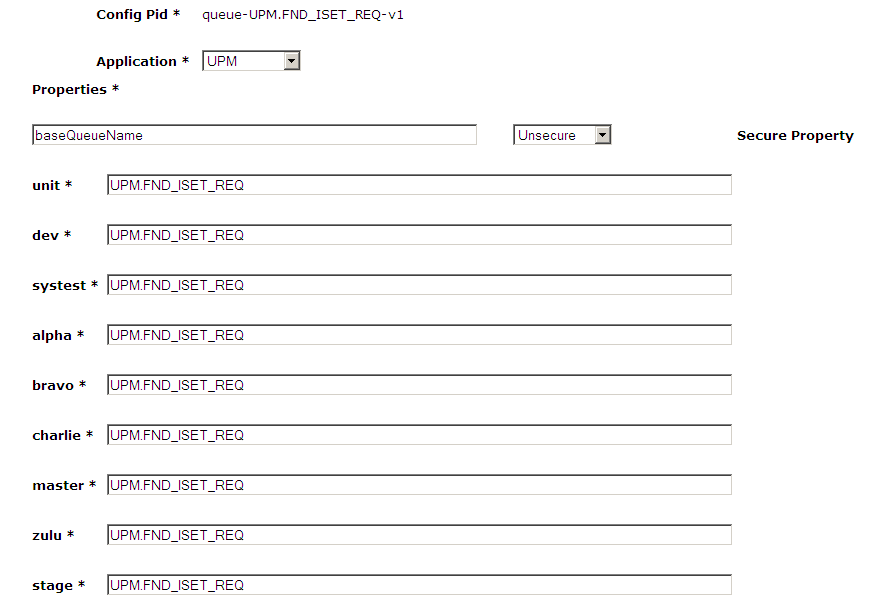 Config Pid * queue-UPM.FND_ISET_REQ-v1
Application * UPM
Properties *
baseQueueName Unsecure Secure Property
unit * UPM.FND_ISET_REQ
dev * UPM.FND_ISET_REQ
systest * UPM.FND_ISET_REQ
alpha * UPM.FND_ISET_REQ
bravo * UPM.FND_ISET_REQ
charlie * UPM.FND_ISET_REQ
master * UPM.FND_ISET_REQ
zulu * UPM.FND_ISET_REQ
stage * UPM.FND_ISET_REQ